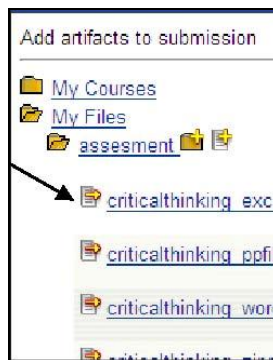 Add artifacts to submission
My Courses
My Files
assesment
criticalthinking_exc
criticalthinking_ppfi
criticalthinking_wor